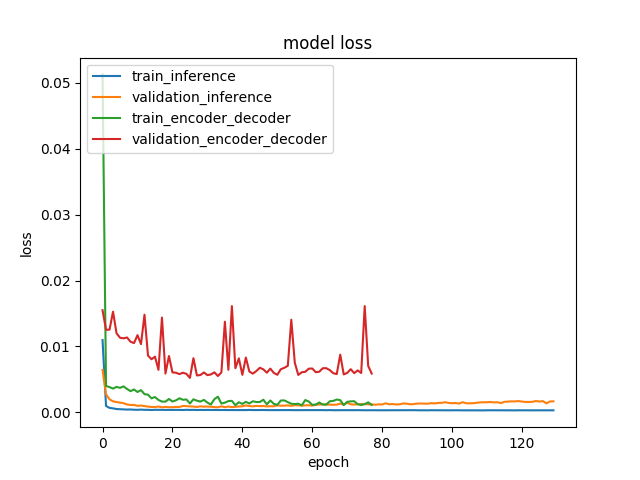 model loss
train_inference
validation_inference
train_encoder_decoder
validation_encoder_decoder
0.05
0.04
0.03
0.02
0.01
0.00
loss
0 20 40 60 80 100 120
epoch